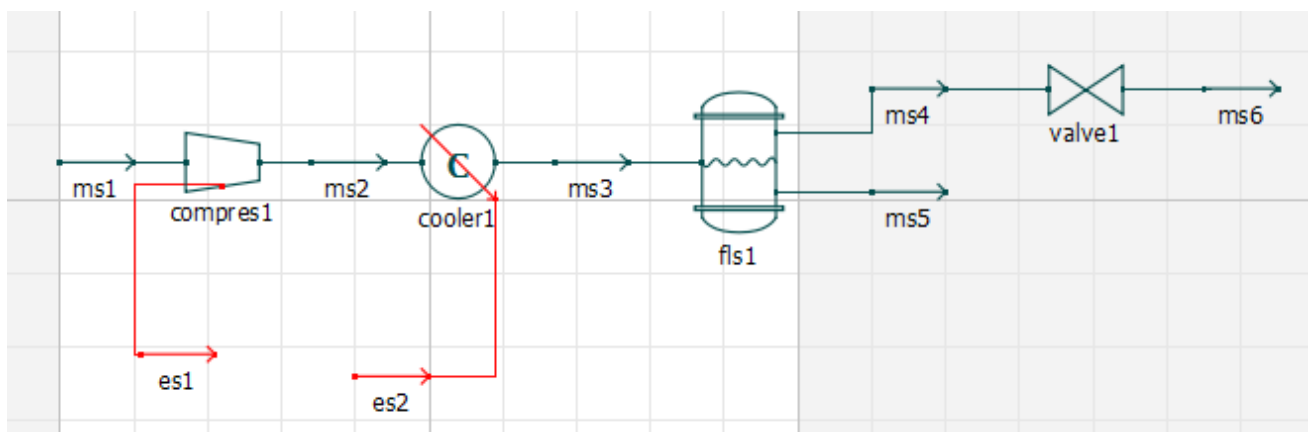 ms1
compres1
ms2
C
cooler1
ms3
fls1
ms4
valve1
ms6
ms5
es1
es2